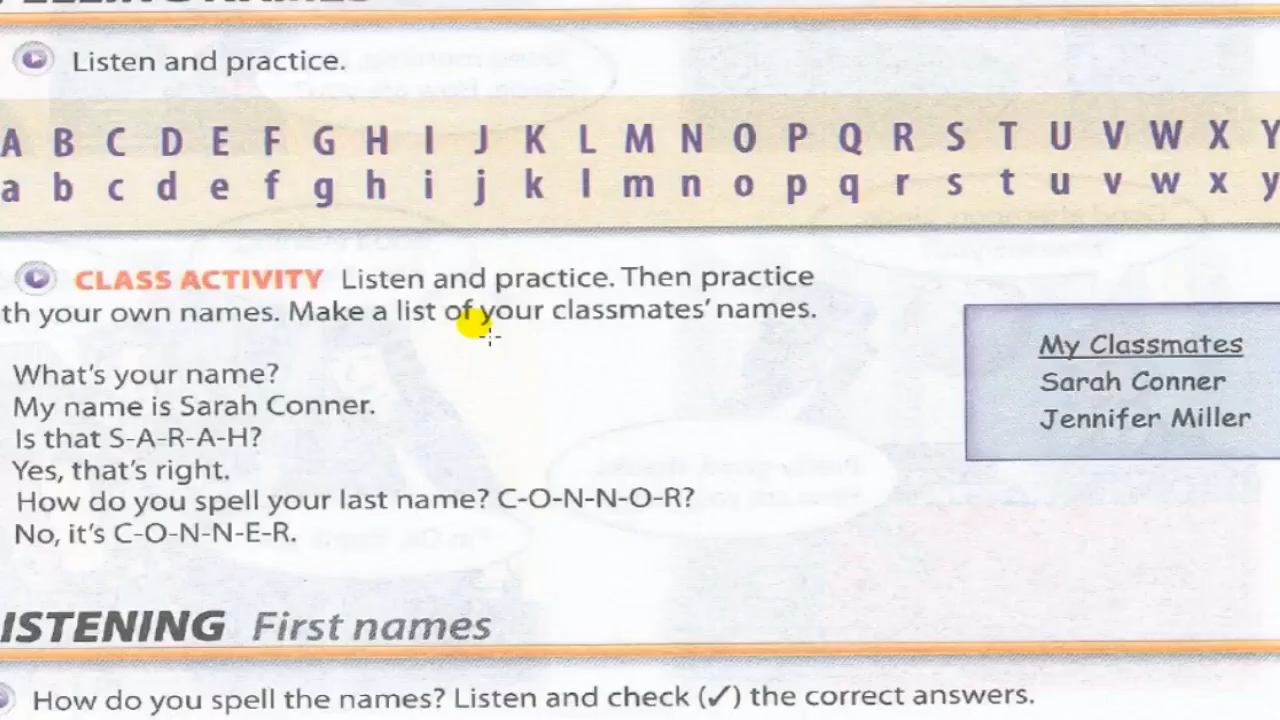 Listen and practice.
A B C D E F G H I J K L M N O P Q R S T U V W X Y
a b c d e f g h i j k l m n o p q r s t u v w x y
CLASS ACTIVITY Listen and practice. Then practice
th your own names. Make a list of your classmates' names.
What's your name?
My name is Sarah Conner.
Is that S-A-R-A-H?
Yes, that's right.
How do you spell your last name? C-O-N-N-O-R?
No, it's C-O-N-N-E-R.
My Classmates
Sarah Conner
Jennifer Miller
ISTENING First names
How do you spell the names? Listen and check (✓) the correct answers.